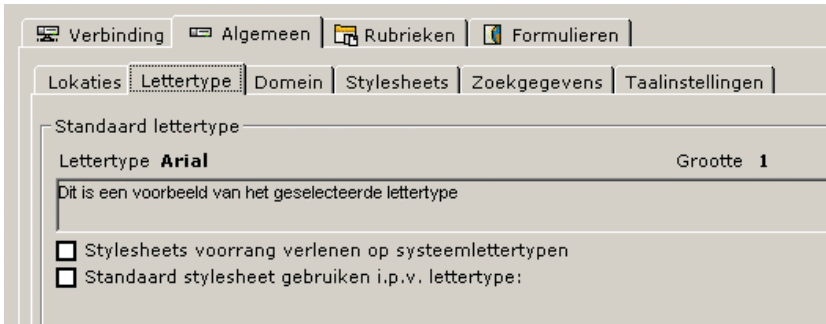 Verbinding Algemeen Rubrieken Formulieren
Lokaties Lettertype Domein Stylesheets Zoekgegevens Taalinstellingen
Standaard lettertype
Lettertype Arial Grootte 1
Dit is een voorbeeld van het geselecteerde lettertype
Stylesheets voorrang verlenen op systeemlettertypen
Standaard stylesheet gebruiken i.p.v. lettertype: